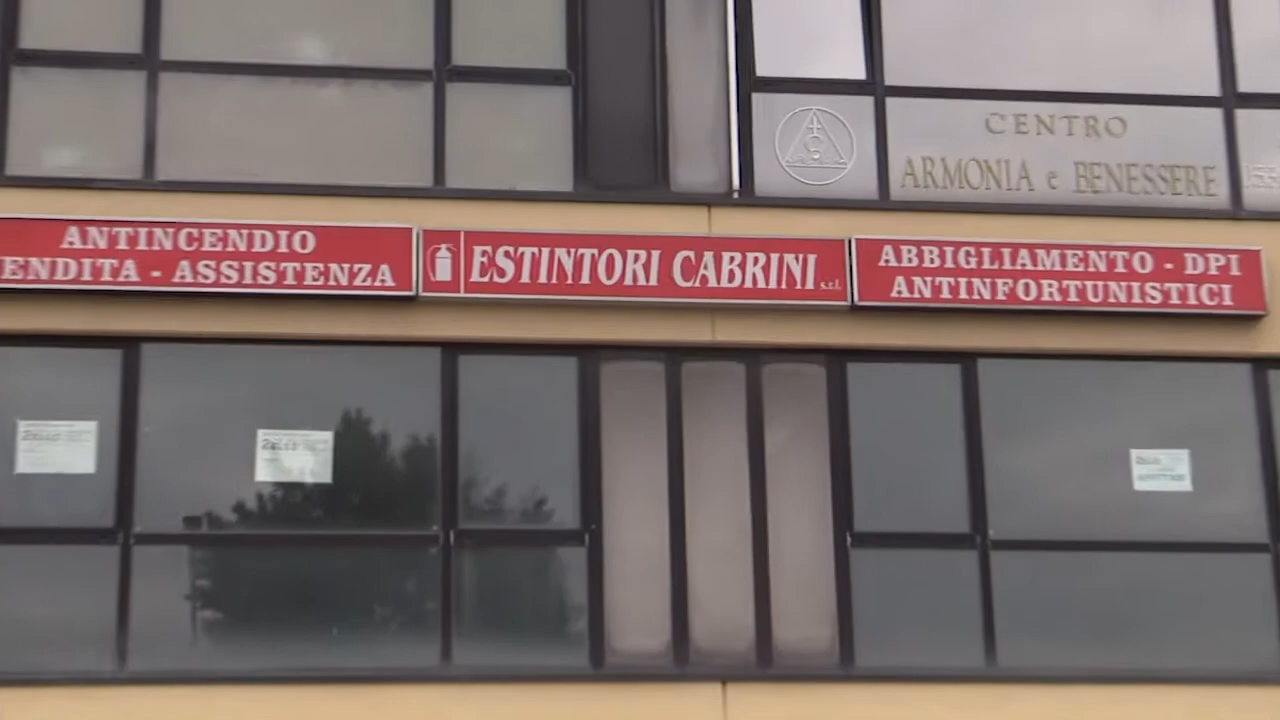 CENTRO
ARMONIA e BENESSERE
ANTINCENDIO
ENDITA - ASSISTENZA
ESTINTORI CABRINI s.r.l.
ABBIGLIAMENTO - DPI
ANTINFORTUNISTICI